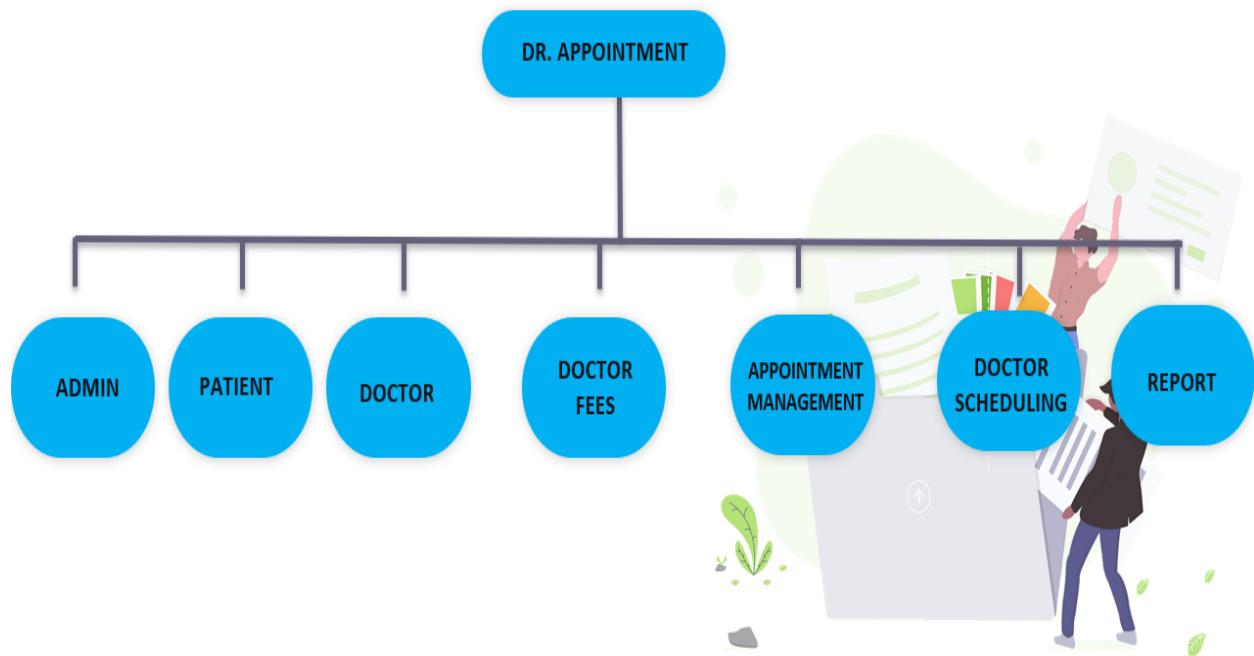 DR. APPOINTMENT
ADMIN
PATIENT
DOCTOR
DOCTOR
FEES
APPOINTMENT
MANAGEMENT
DOCTOR
SCHEDULING
REPORT